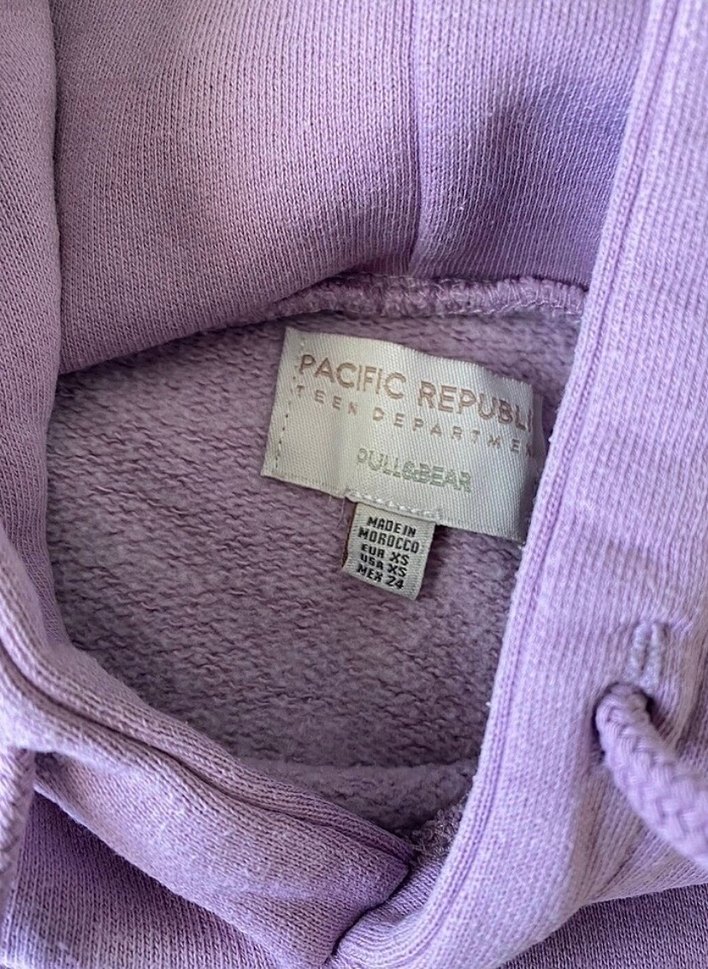 PACIFIC REPUBLI
TEEN DEPARTMEN
PULL&BEAR
MADE IN
MOROCCO
EUR XS
USA XS
MEX 24